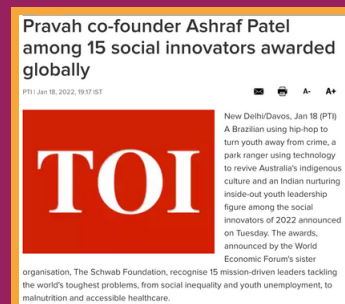 Pravah co-founder Ashraf Patel
among 15 social innovators awarded
globally
PTI | Jan 18, 2022, 19:17 IST
A- A+
TOI
New Delhi/Davos, Jan 18 (PTI)
A Brazilian using hip-hop to
turn youth away from crime, a
park ranger using technology
to revive Australia's indigenous
culture and an Indian nurturing
inside-out youth leadership
figure among the social
innovators of 2022 announced
on Tuesday. The awards,
announced by the World
Economic Forum's sister
organisation, The Schwab Foundation, recognise 15 mission-driven leaders tackling
the world's toughest problems, from social inequality and youth unemployment, to
malnutrition and accessible healthcare.